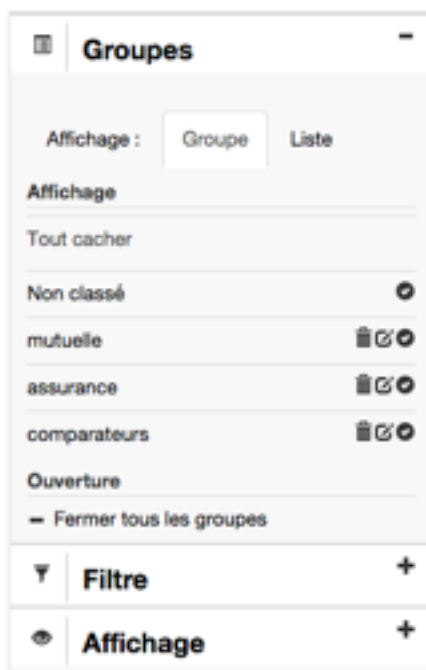 Groupes
Affichage : Groupe Liste
Affichage
Tout cacher
Non classé
mutuelle
assurance
comparateurs
Ouverture
Fermer tous les groupes
Filtre
Affichage